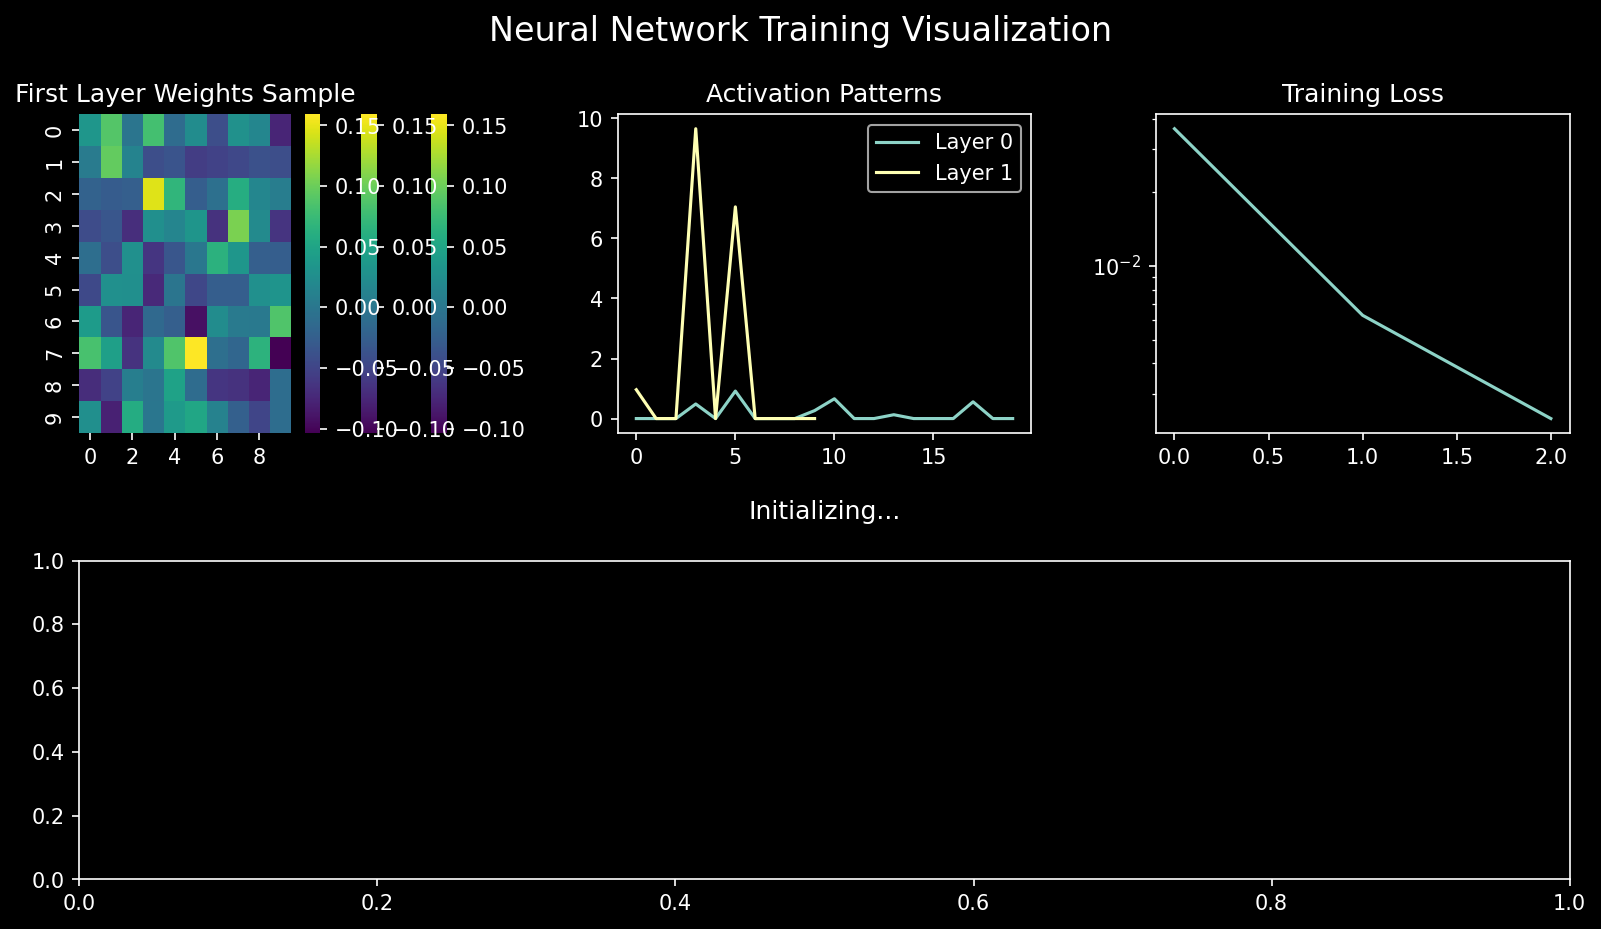 Neural Network Training Visualization
First Layer Weights Sample
0
1
2
3
4
5
6
7
8
9
0 2 4 6 8
0.15 0.15 0.15
0.10 0.10 0.10
0.05 0.05 0.05
0.00 0.00 0.00
−0.05 −0.05 −0.05
−0.10 −0.10 −0.10
Activation Patterns
10
8
6
4
2
0
0 5 10 15
Layer 0
Layer 1
Training Loss
10⁻²
0.0 0.5 1.0 1.5 2.0
Initializing...
1.0
0.8
0.6
0.4
0.2
0.0
0.0 0.2 0.4 0.6 0.8 1.0